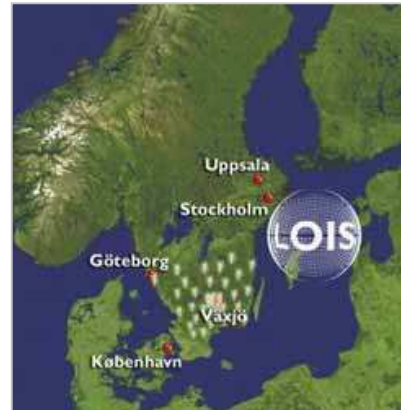 Uppsala
Stockholm
LOIS
Göteborg
Växjö
København